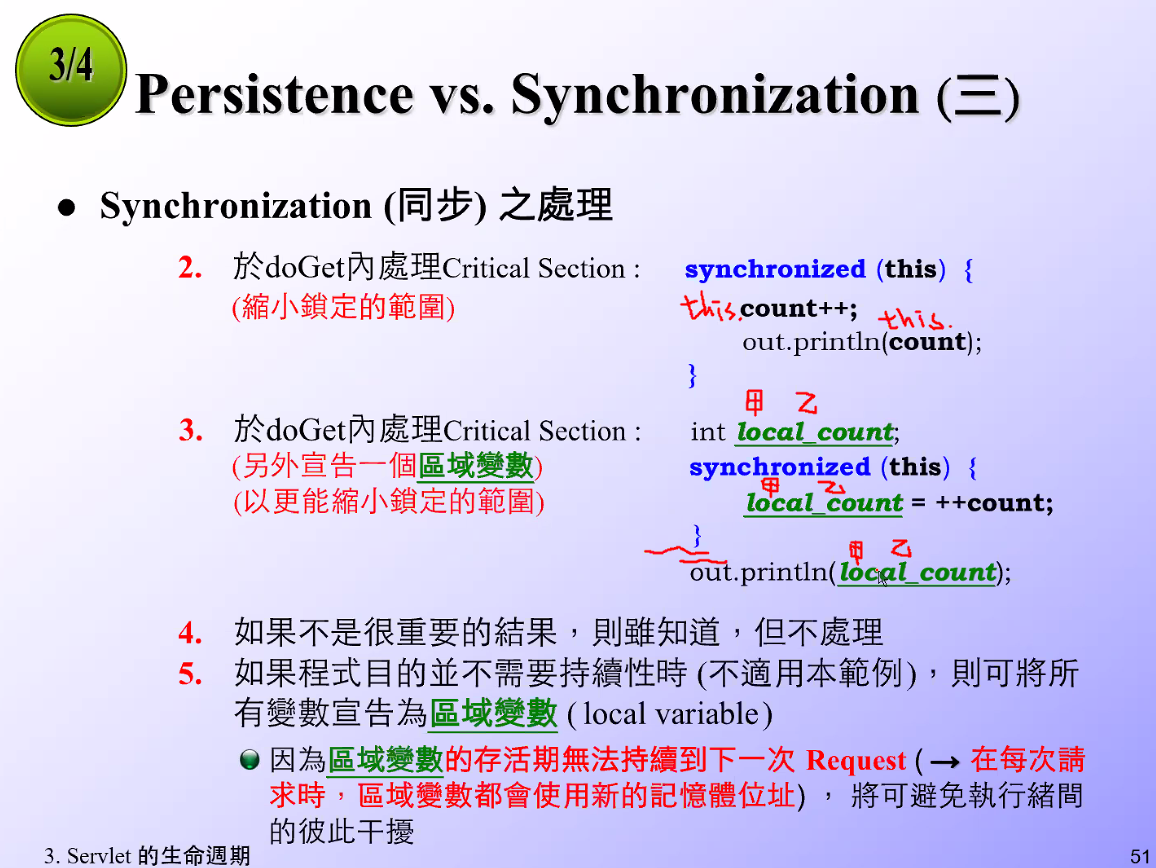 3/4
Persistence vs. Synchronization (三)
● Synchronization (同步) 之處理
2. 於doGet內處理Critical Section : synchronized (this) {
(縮小鎖定的範圍) this. count++;
this.
out.println(count);
}
甲 乙
3. 於doGet內處理Critical Section : int local_count;
(另外宣告一個區域變數) synchronized (this) {
甲 乙
(以更能縮小鎖定的範圍) local_count = ++count;
}
甲 乙
out.println(local_count);
4. 如果不是很重要的結果，則雖知道，但不處理
5. 如果程式目的並不需要持續性時 (不適用本範例)，則可將所
有變數宣告為區域變數 ( local variable)
因為區域變數的存活期無法持續到下一次 Request ( → 在每次請
求時，區域變數都會使用新的記憶體位址) ， 將可避免執行緒間
的彼此干擾
3. Servlet 的生命週期
51